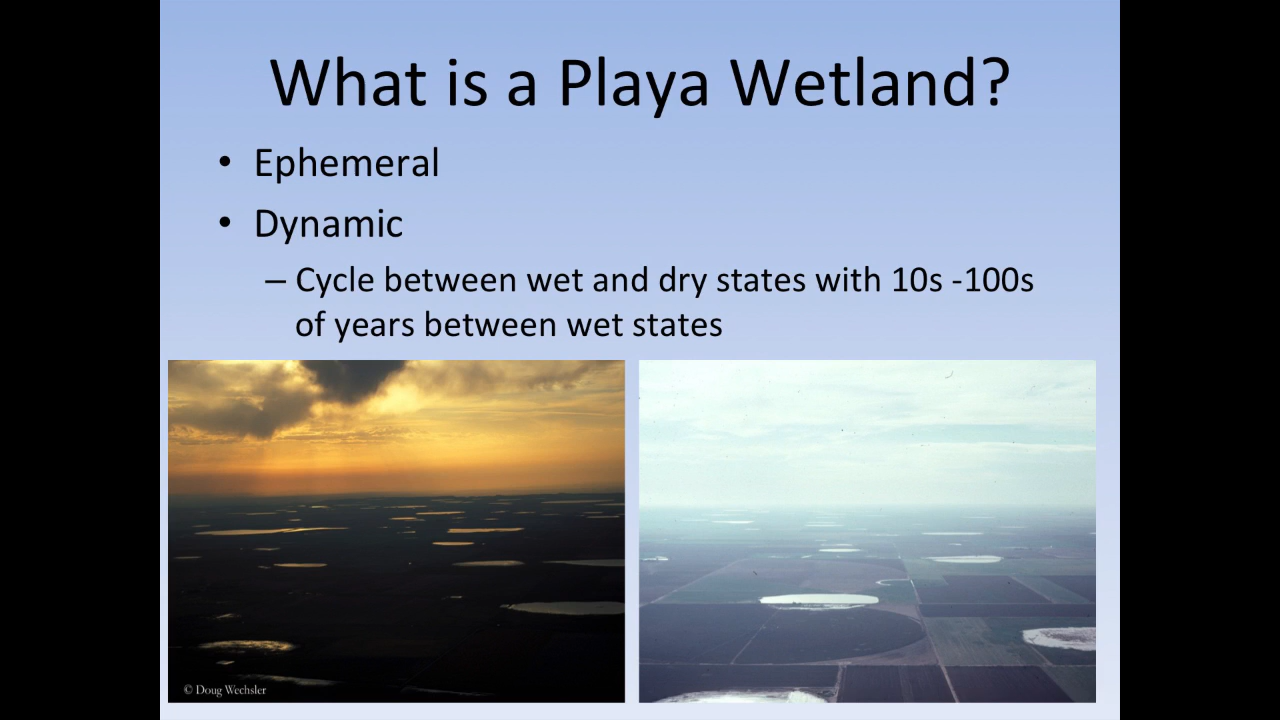 What is a Playa Wetland?
• Ephemeral
• Dynamic
– Cycle between wet and dry states with 10s -100s
of years between wet states
© Doug Wechsler